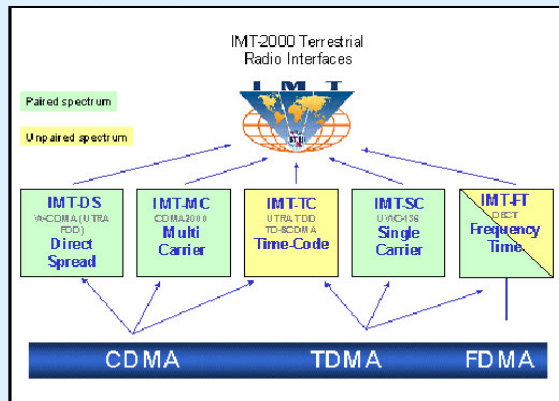 IMT-2000 Terrestrial
Radio Interfaces
I M T
Paired spectrum
Unpaired spectrum
IMT-DS
W-CDMA (UTRA
FDD)
Direct
Spread
IMT-MC
CDMA2000
Multi
Carrier
IMT-TC
UTRA TDD
TD-SCDMA
Time-Code
IMT-SC
UWC-136
Single
Carrier
IMT-FT
DECT
Frequency
Time
CDMA
TDMA
FDMA